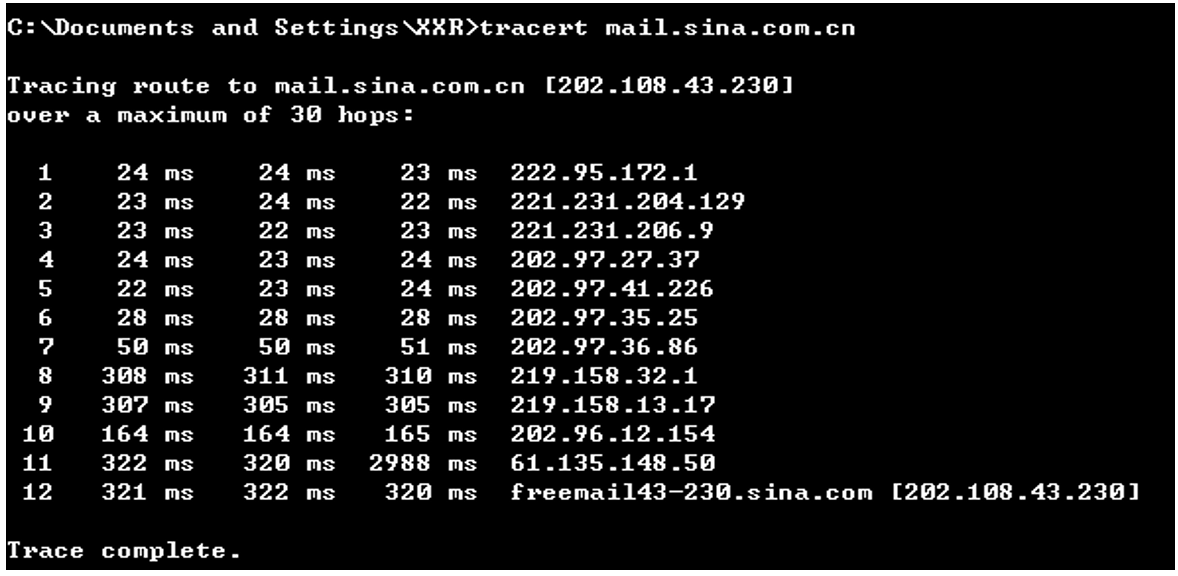 C:\Documents and Settings\XXR>tracert mail.sina.com.cn
Tracing route to mail.sina.com.cn [202.108.43.230]
over a maximum of 30 hops:
1 24 ms 24 ms 23 ms 222.95.172.1
2 23 ms 24 ms 22 ms 221.231.204.129
3 23 ms 22 ms 23 ms 221.231.206.9
4 24 ms 23 ms 24 ms 202.97.27.37
5 22 ms 23 ms 24 ms 202.97.41.226
6 28 ms 28 ms 28 ms 202.97.35.25
7 50 ms 50 ms 51 ms 202.97.36.86
8 308 ms 311 ms 310 ms 219.158.32.1
9 307 ms 305 ms 305 ms 219.158.13.17
10 164 ms 164 ms 165 ms 202.96.12.154
11 322 ms 320 ms 2988 ms 61.135.148.50
12 321 ms 322 ms 320 ms freemail43-230.sina.com [202.108.43.230]
Trace complete.